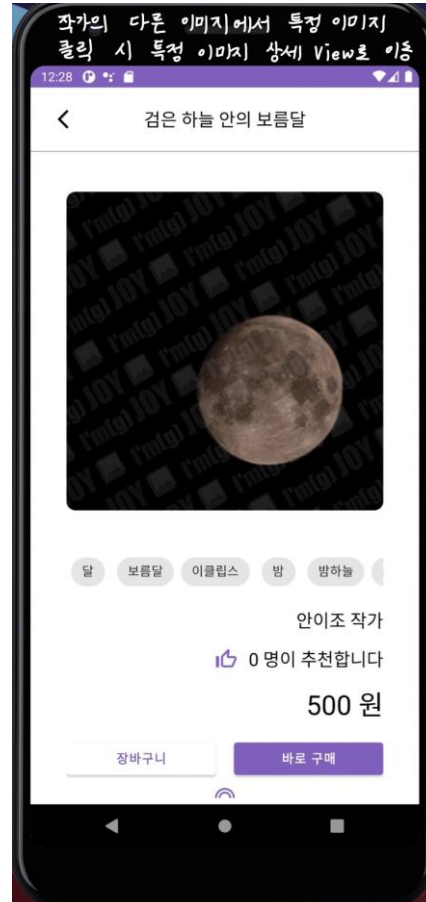 작가의 다른 이미지에서 특정 이미지
클릭 시 특정 이미지 상세 View로 이동
12:28
검은 하늘 안의 보름달
I'm(g) JOY
달 보름달 이클립스 밤 밤하늘
안이조 작가
0 명이 추천합니다
500 원
장바구니 바로 구매